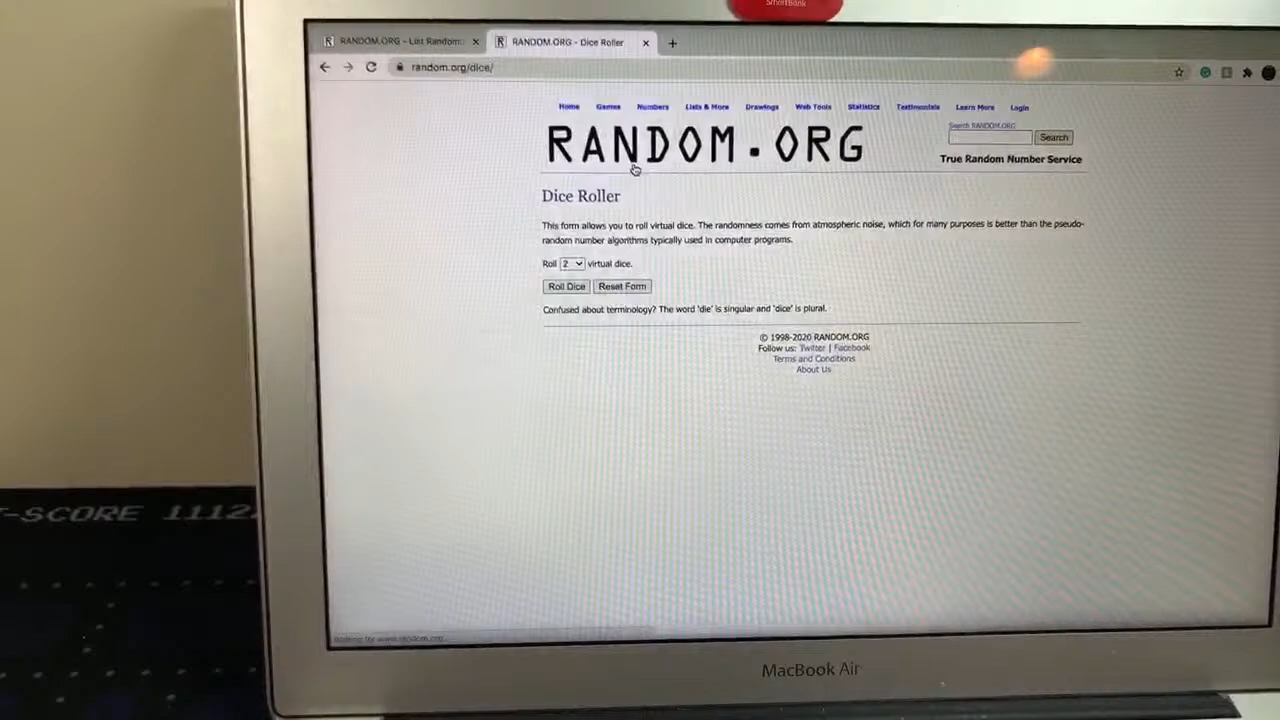 SmartBank
RANDOM.ORG - List Random
RANDOM.ORG - Dice Roller
random.org/dice/
Home Games Numbers Lists & More Drawings Web Tools Statistics Testimonials Learn More Login
RANDOM.ORG
Search RANDOM.ORG
Search
True Random Number Service
Dice Roller
This form allows you to roll virtual dice. The randomness comes from atmospheric noise, which for many purposes is better than the pseudo-
random number algorithms typically used in computer programs.
Roll 2 virtual dice.
Roll Dice Reset Form
Confused about terminology? The word 'die' is singular and 'dice' is plural.
© 1998-2020 RANDOM.ORG
Follow us: Twitter | Facebook
Terms and Conditions
About Us
T-SCORE 1112
MacBook Air